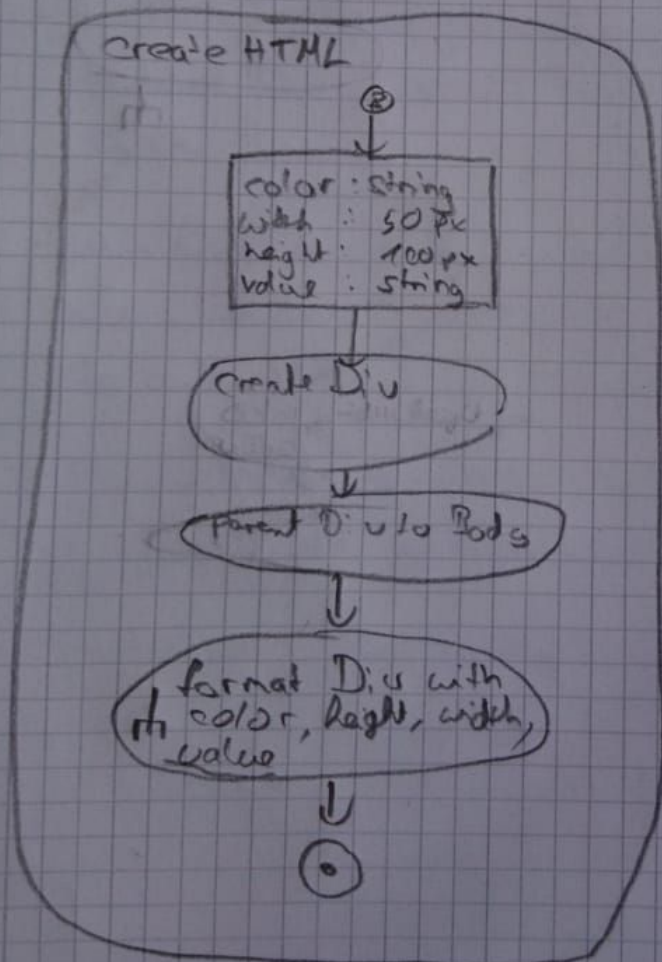 create HTML
color : string
width : 50 px
height : 100 px
value : string
create Div
Parent Div to Body
format Div with
color, height, width,
value